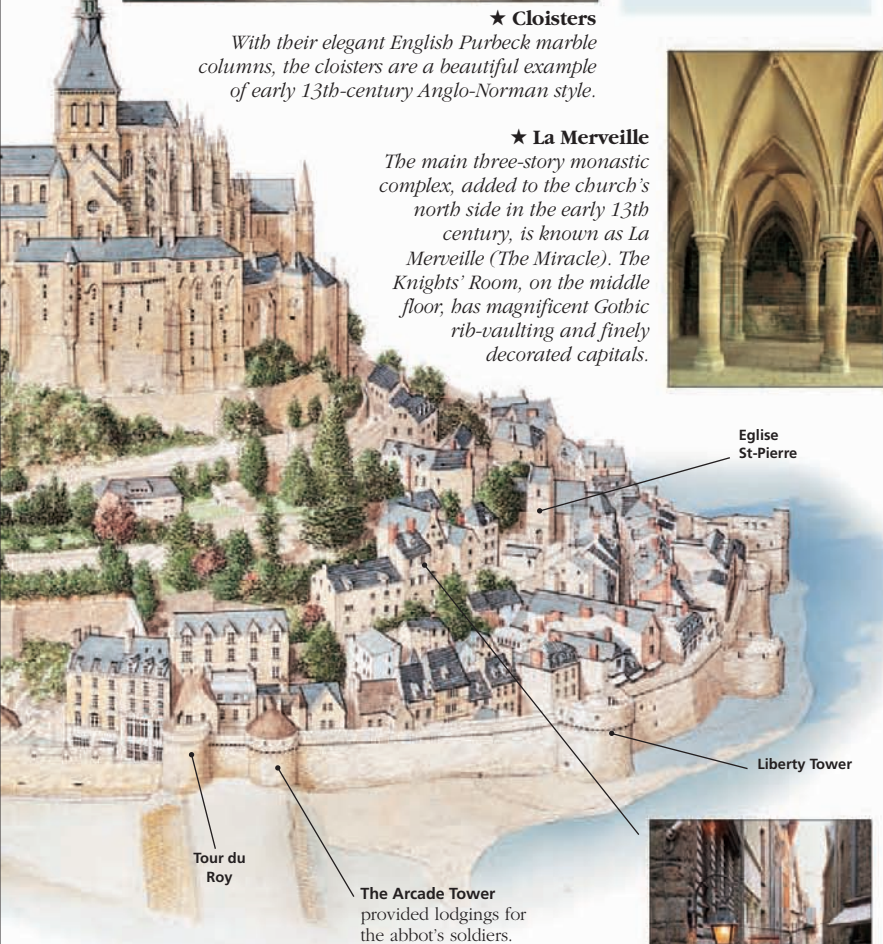 ★ Cloisters
With their elegant English Purbeck marble
columns, the cloisters are a beautiful example
of early 13th-century Anglo-Norman style.
★ La Merveille
The main three-story monastic
complex, added to the church’s
north side in the early 13th
century, is known as La
Merveille (The Miracle). The
Knights’ Room, on the middle
floor, has magnificent Gothic
rib-vaulting and finely
decorated capitals.
Eglise
St-Pierre
Liberty Tower
Tour du
Roy
The Arcade Tower
provided lodgings for
the abbot’s soldiers.